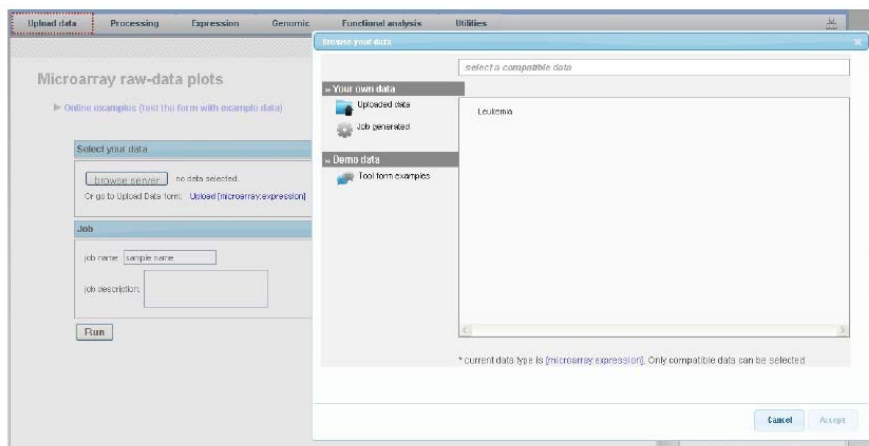 Upload data Processing Expression Genomic Functional analysis Utilities
Microarray raw-data plots
Online examples (test the form with example data)
Select your data
browse server no data selected.
Or go to Upload Data form: Upload [microarray,expression]
Job
job name: sample name
job description:
Run
Browse your data
select a compatible data
» Your own data
Uploaded data
Job generated
» Demo data
Tool form examples
Leukemia
* current data type is [microarray,expression]. Only compatible data can be selected
Cancel Accept